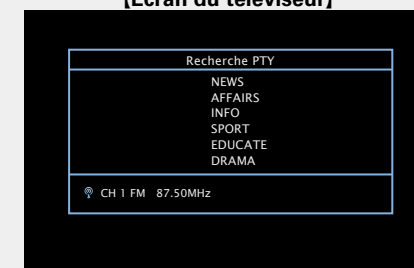 [Écran du téléviseur]
Recherche PTY
NEWS
AFFAIRS
INFO
SPORT
EDUCATE
DRAMA
CH 1 FM 87.50MHz